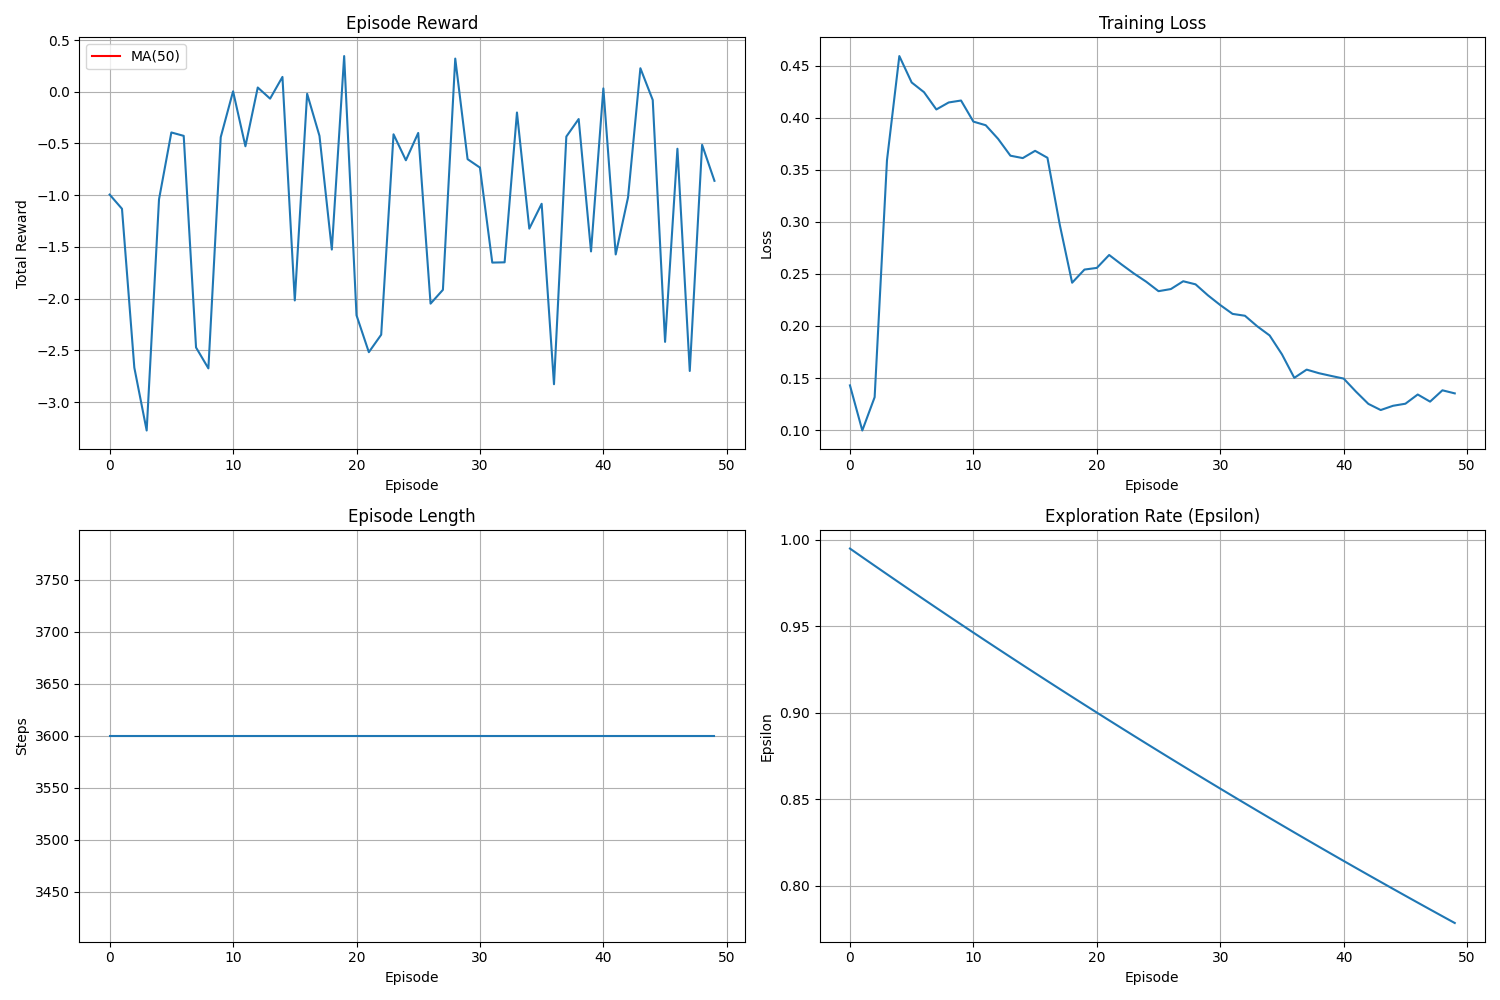 Episode Reward
MA(50)
0.5
0.0
−0.5
−1.0
−1.5
−2.0
−2.5
−3.0
Total Reward
0 10 20 30 40 50
Episode
Training Loss
0.45
0.40
0.35
0.30
0.25
0.20
0.15
0.10
Loss
0 10 20 30 40 50
Episode
Episode Length
3750
3700
3650
3600
3550
3500
3450
Steps
0 10 20 30 40 50
Episode
Exploration Rate (Epsilon)
1.00
0.95
0.90
0.85
0.80
Epsilon
0 10 20 30 40 50
Episode